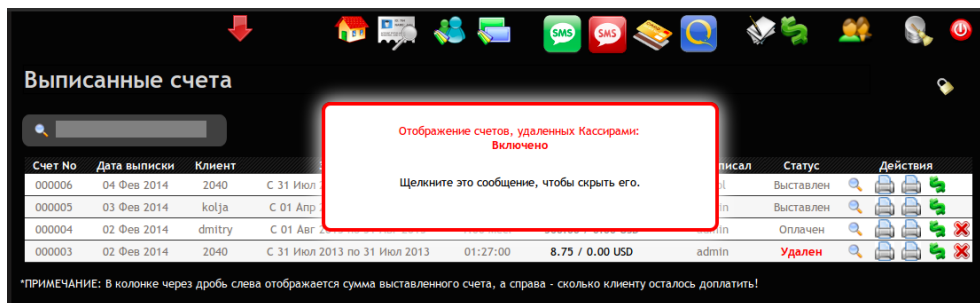 SMS SMS
Выписанные счета
Отображение счетов, удаленных Кассирами:
Включено
Щелкните это сообщение, чтобы скрыть его.
Счет No Дата выписки Клиент Статус Действия
000006 04 Фев 2014 2040 С 31 Июл Выставлен
000005 03 Фев 2014 kolja С 01 Апр Выставлен
000004 02 Фев 2014 dmitry С 01 Авг Оплачен
000003 02 Фев 2014 2040 С 31 Июл 2013 по 31 Июл 2013 01:27:00 8.75 / 0.00 USD admin Удален
*ПРИМЕЧАНИЕ: В колонке через дробь слева отображается сумма выставленного счета, а справа - сколько клиенту осталось доплатить!